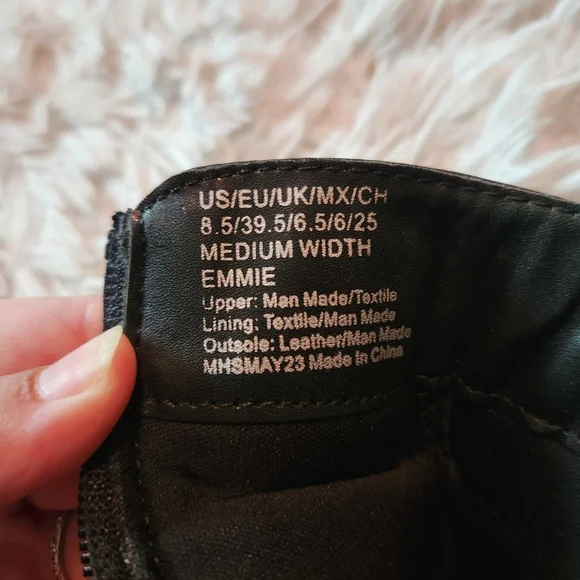 US/EU/UK/MX/CH
8.5/39.5/6.5/6/25
MEDIUM WIDTH
EMMIE
Upper: Man Made/Textile
Lining: Textile/Man Made
Outsole: Leather/Man Made
MHSMAY23 Made In China